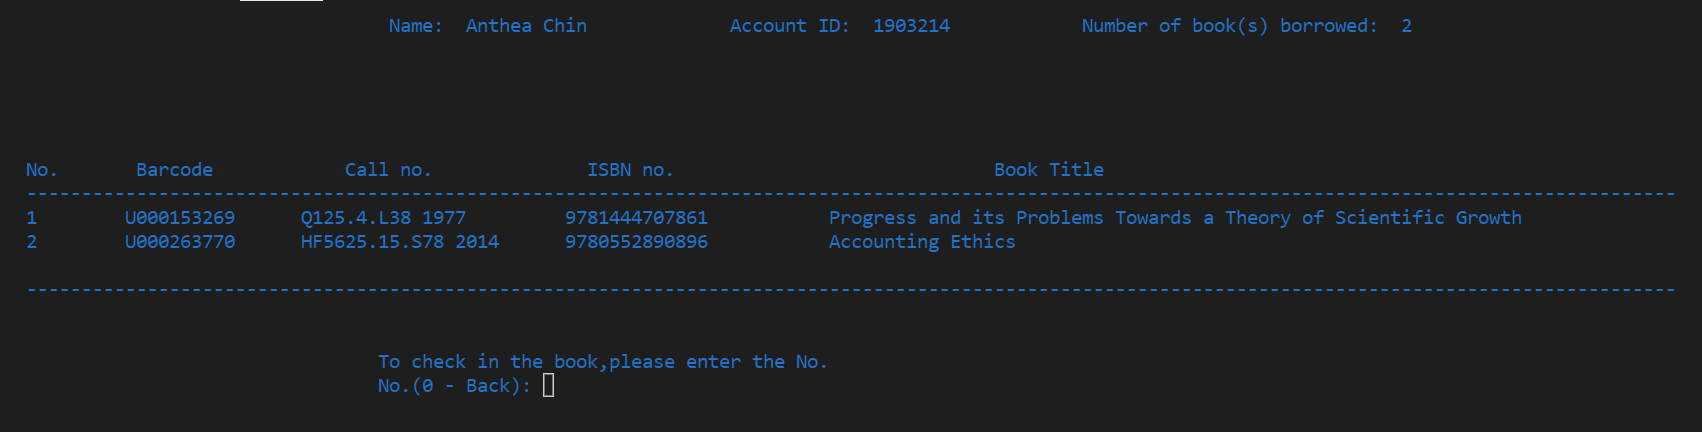 Name:  Anthea Chin             Account ID:  1903214            Number of book(s) borrowed:  2
No.       Barcode            Call no.              ISBN no.                             Book Title
------------------------------------------------------------------------------------------------------------------------------------------------------
1        U000153269      Q125.4.L38 1977         9781444707861           Progress and its Problems Towards a Theory of Scientific Growth
2        U000263770      HF5625.15.S78 2014      9780552890896           Accounting Ethics
------------------------------------------------------------------------------------------------------------------------------------------------------
To check in the book,please enter the No.
No.(0 - Back):